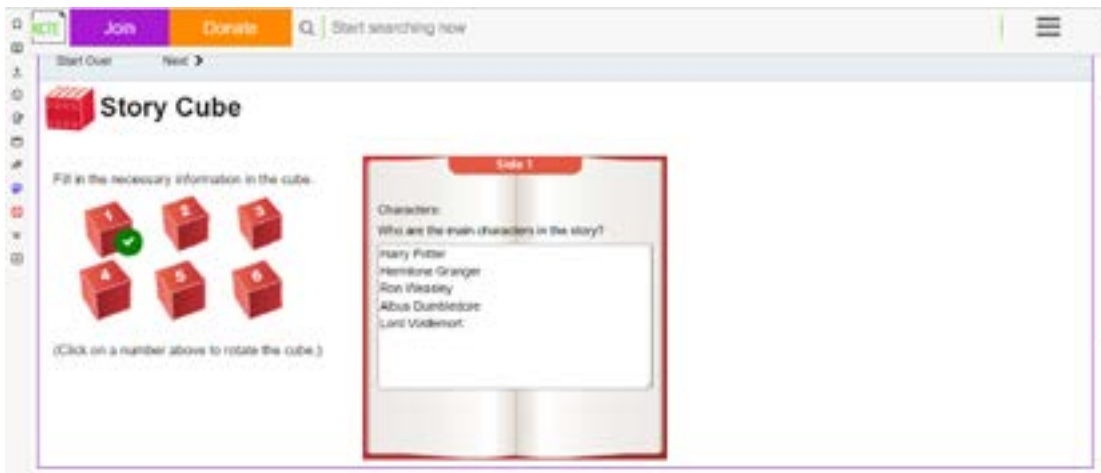 NCTE
Join
Donate
Start searching now
Start Over
Next
Story Cube
Fill in the necessary information in the cube.
1
2
3
4
5
6
(Click on a number above to rotate the cube.)
Side 1
Characters:
Who are the main characters in the story?
Harry Potter
Hermione Granger
Ron Weasley
Albus Dumbledore
Lord Voldemort